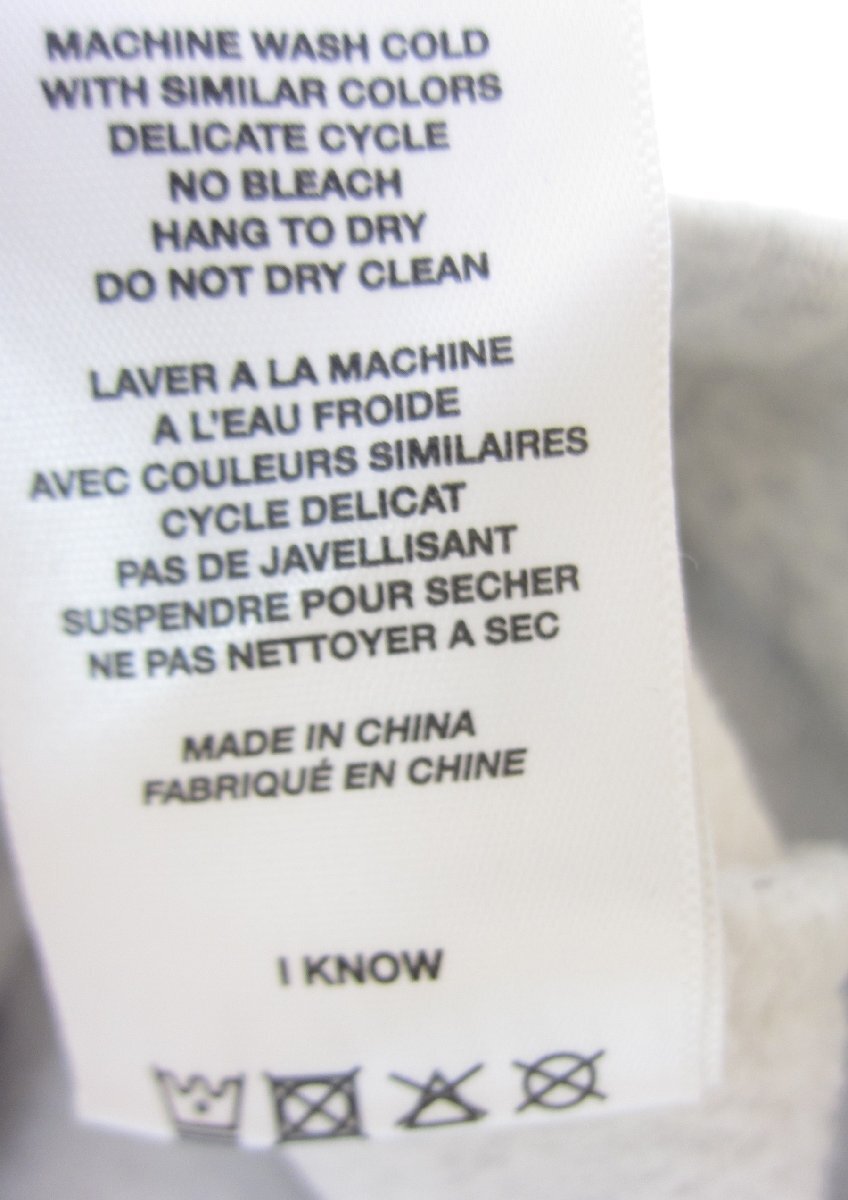 MACHINE WASH COLD
WITH SIMILAR COLORS
DELICATE CYCLE
NO BLEACH
HANG TO DRY
DO NOT DRY CLEAN
LAVER A LA MACHINE
A L'EAU FROIDE
AVEC COULEURS SIMILAIRES
CYCLE DELICAT
PAS DE JAVELLISANT
SUSPENDRE POUR SECHER
NE PAS NETTOYER A SEC
MADE IN CHINA
FABRIQUÉ EN CHINE
I KNOW